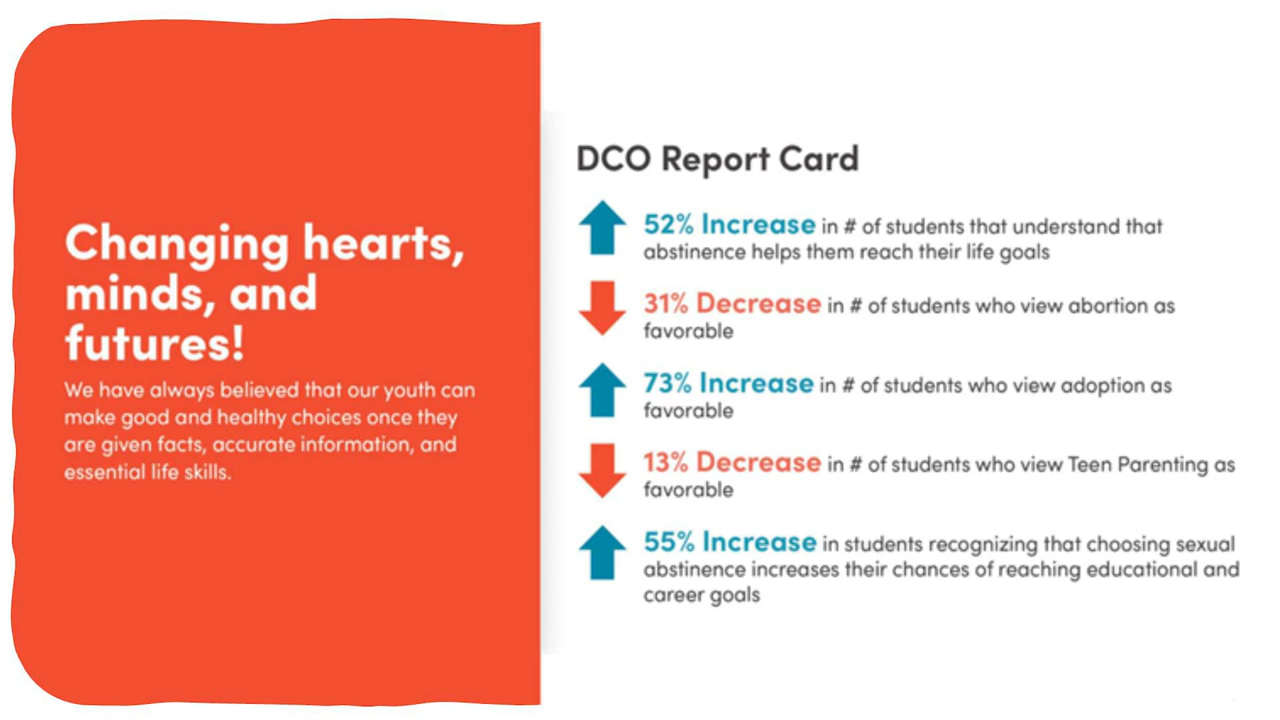 Changing hearts,
minds, and
futures!
We have always believed that our youth can
make good and healthy choices once they
are given facts, accurate information, and
essential life skills.
DCO Report Card
52% Increase in # of students that understand that
abstinence helps them reach their life goals
31% Decrease in # of students who view abortion as
favorable
73% Increase in # of students who view adoption as
favorable
13% Decrease in # of students who view Teen Parenting as
favorable
55% Increase in students recognizing that choosing sexual
abstinence increases their chances of reaching educational and
career goals